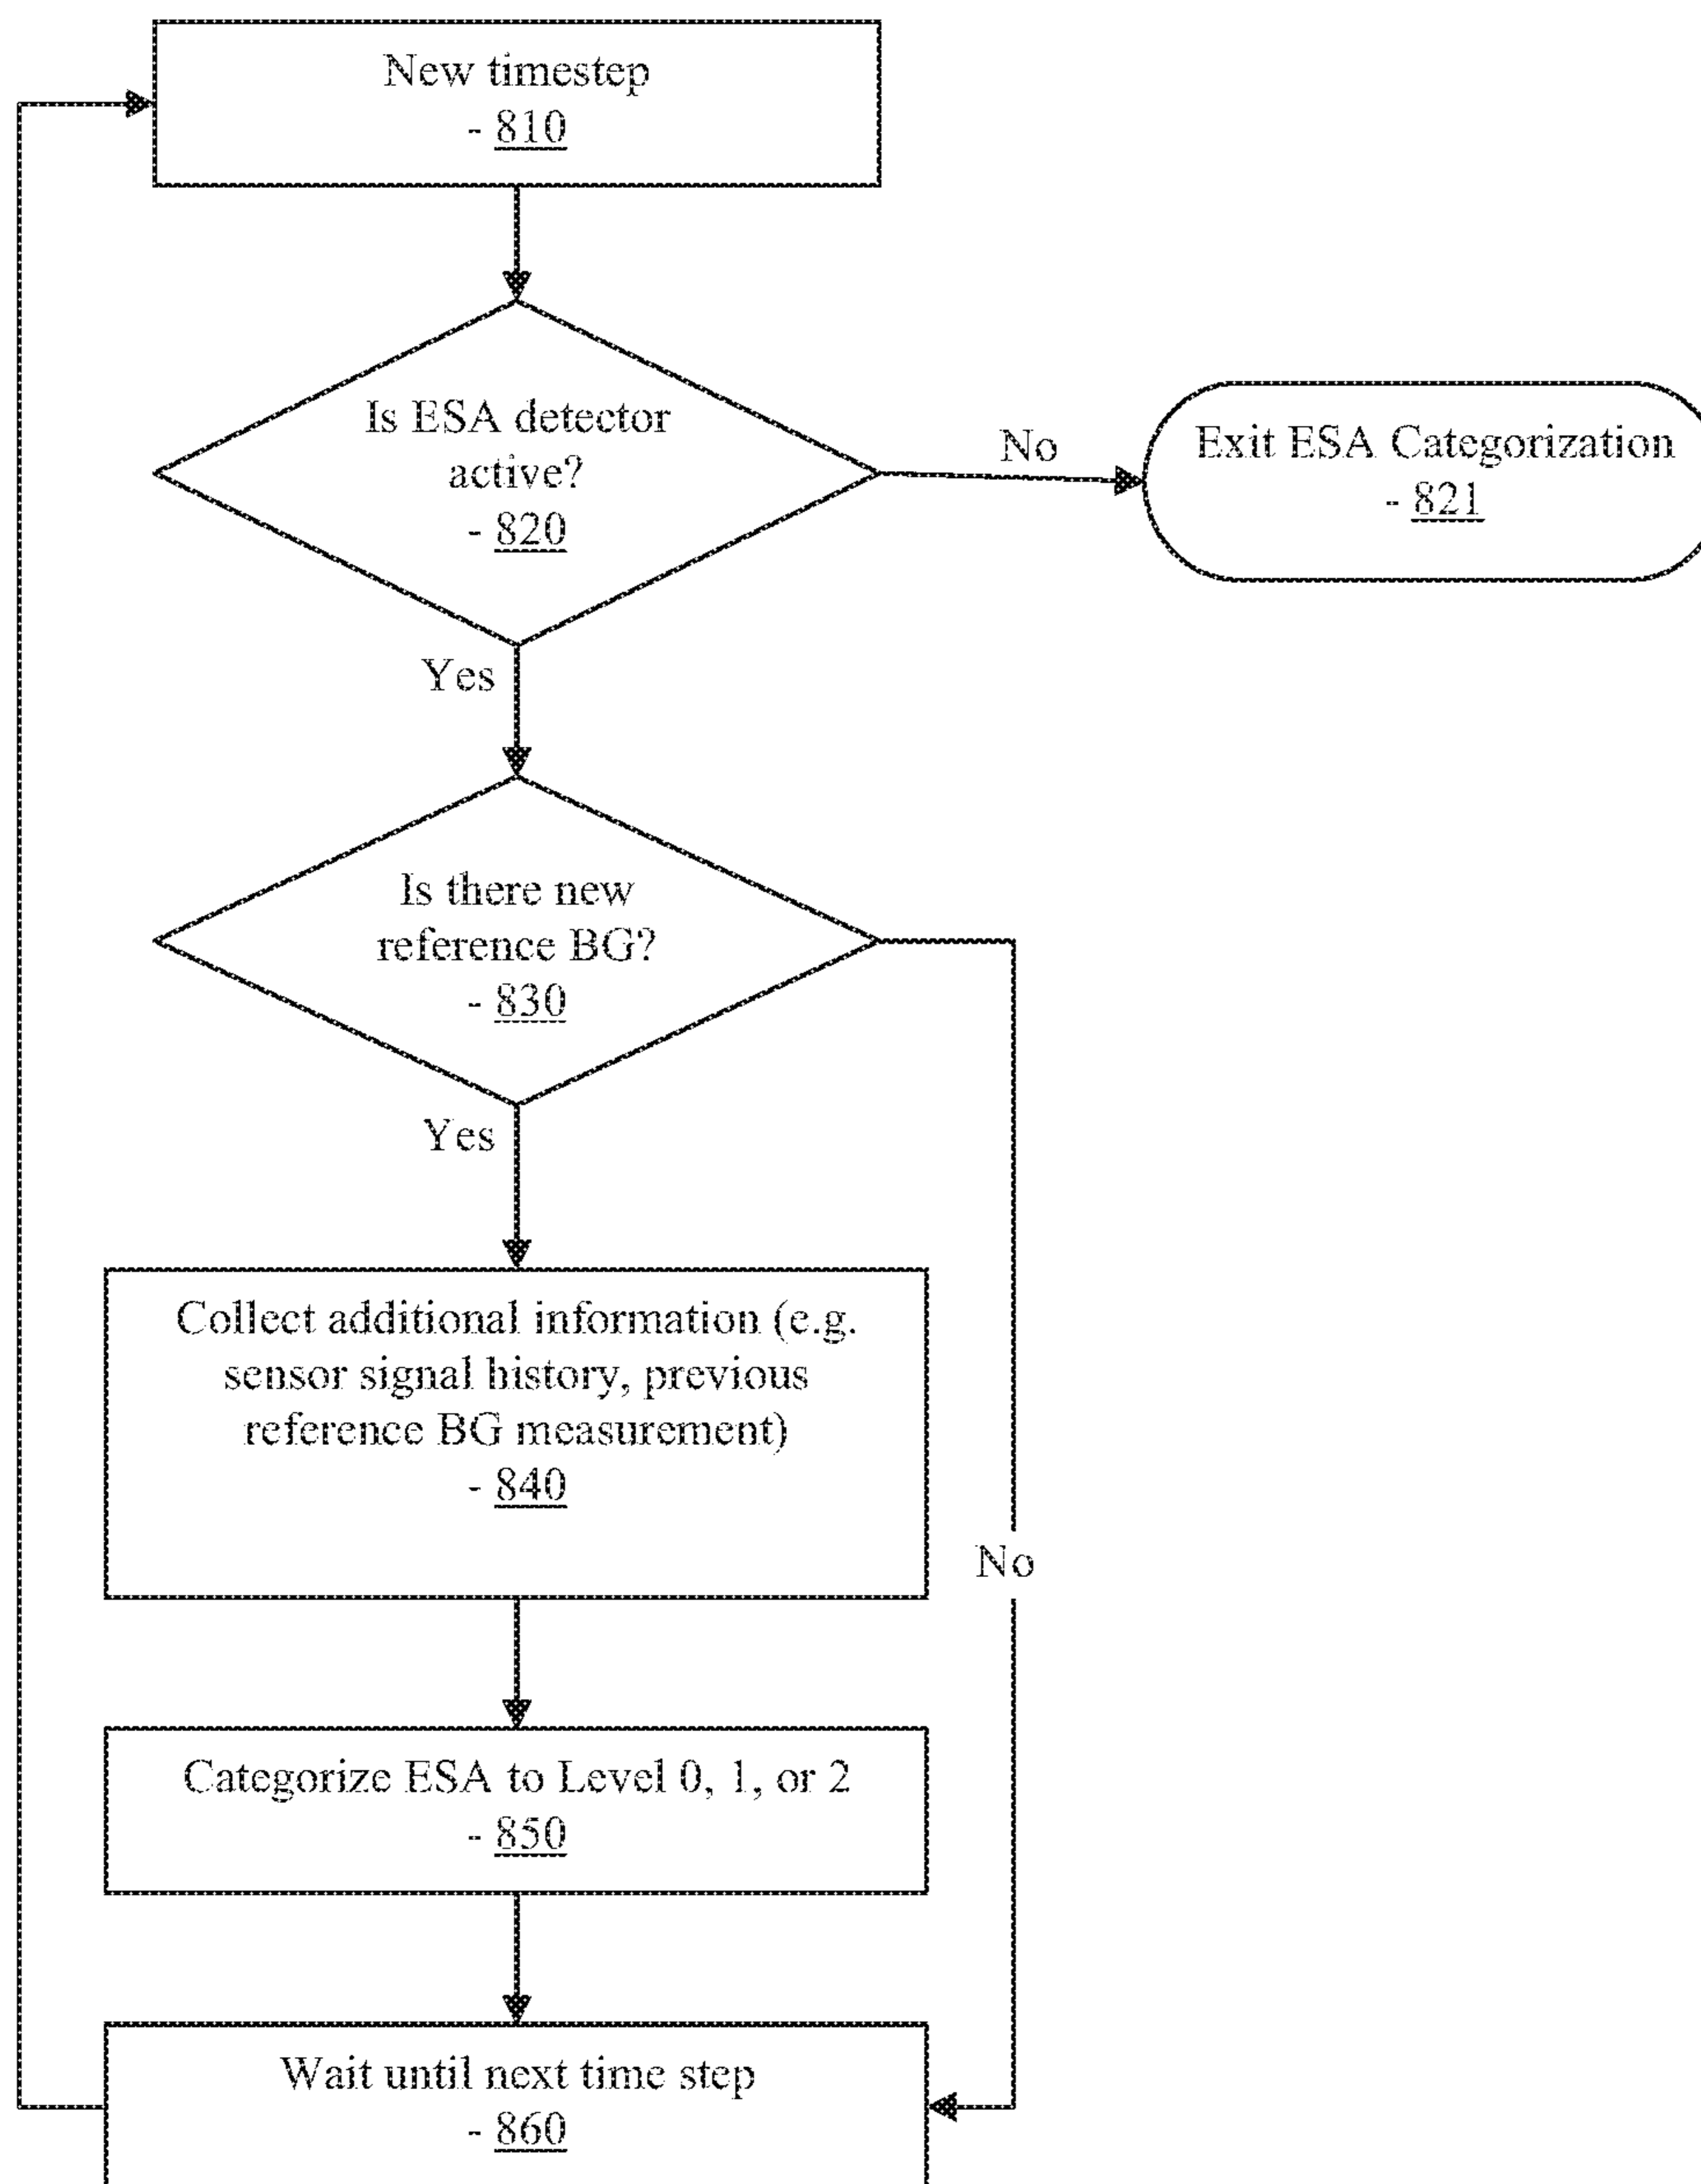 New timestep
- 810
Is ESA detector
active?
- 820
No
Exit ESA Categorization
- 821
Yes
Is there new
reference BG?
- 830
Yes
Collect additional information (e.g.
sensor signal history, previous
reference BG measurement)
- 840
No
Categorize ESA to Level 0, 1, or 2
- 850
Wait until next time step
- 860